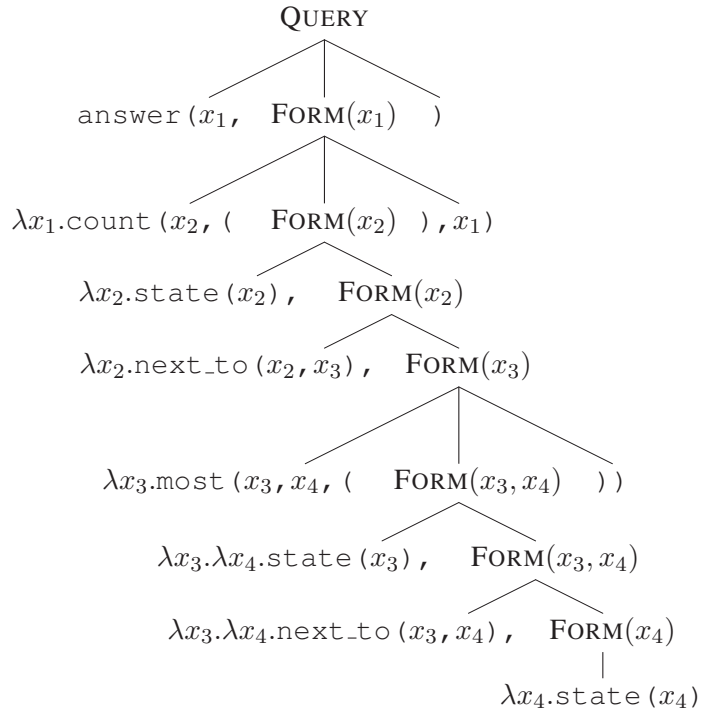 QUERY
answer(x₁, FORM(x₁) )
λx₁.count(x₂,( FORM(x₂) ),x₁)
λx₂.state(x₂), FORM(x₂)
λx₂.next_to(x₂,x₃), FORM(x₃)
λx₃.most(x₃,x₄,( FORM(x₃, x₄) ))
λx₃.λx₄.state(x₃), FORM(x₃, x₄)
λx₃.λx₄.next_to(x₃,x₄), FORM(x₄)
λx₄.state(x₄)